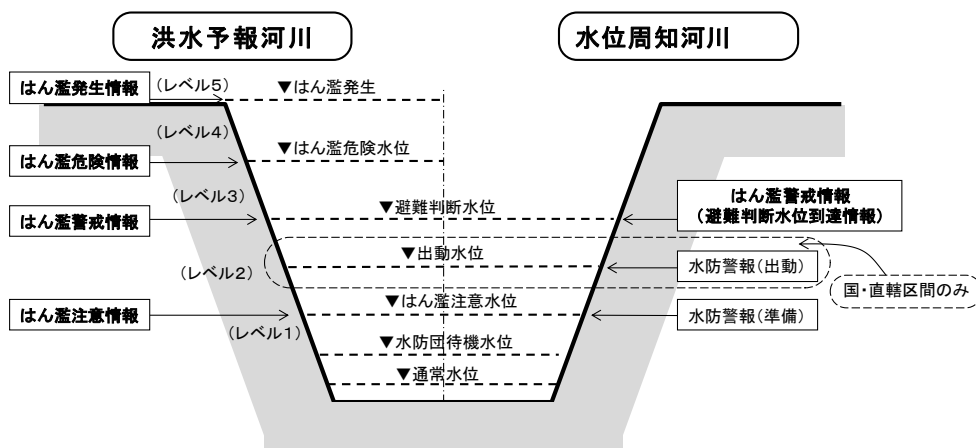 洪水予報河川
水位周知河川
はん濫発生情報
(レベル5)
▼はん濫発生
(レベル4)
はん濫危険情報
▼はん濫危険水位
(レベル3)
はん濫警戒情報
▼避難判断水位
はん濫警戒情報
(避難判断水位到達情報)
▼出動水位
水防警報(出動)
(レベル2)
国・直轄区間のみ
はん濫注意情報
▼はん濫注意水位
水防警報(準備)
(レベル1)
▼水防団待機水位
▼通常水位